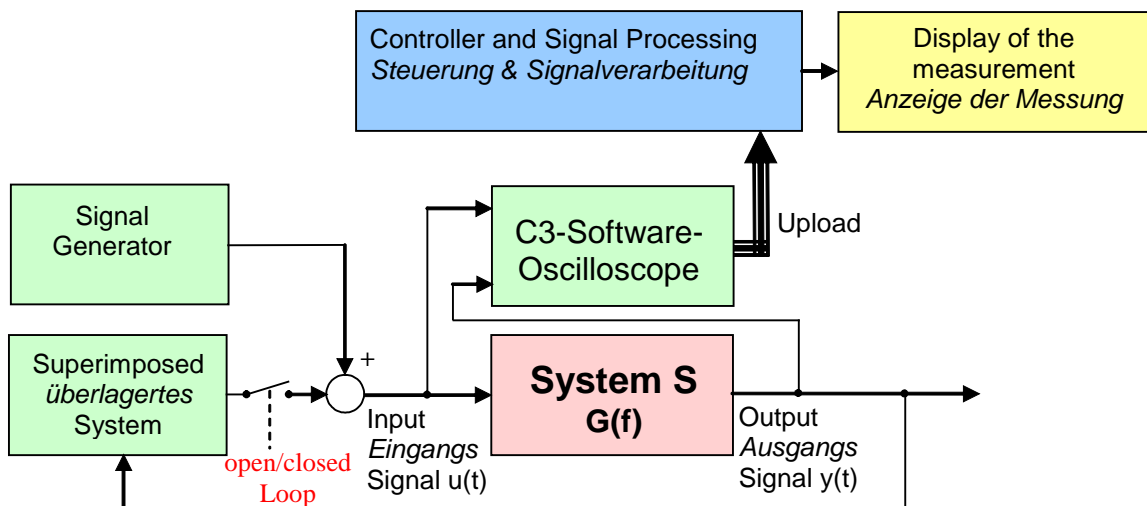 Controller and Signal Processing
Steuerung & Signalverarbeitung
Display of the
measurement
Anzeige der Messung
Signal
Generator
C3-Software-
Oscilloscope
Upload
Superimposed
überlagertes
System
+
System S
G(f)
open/closed
Loop
Input
Eingangs
Signal u(t)
Output
Ausgangs
Signal y(t)